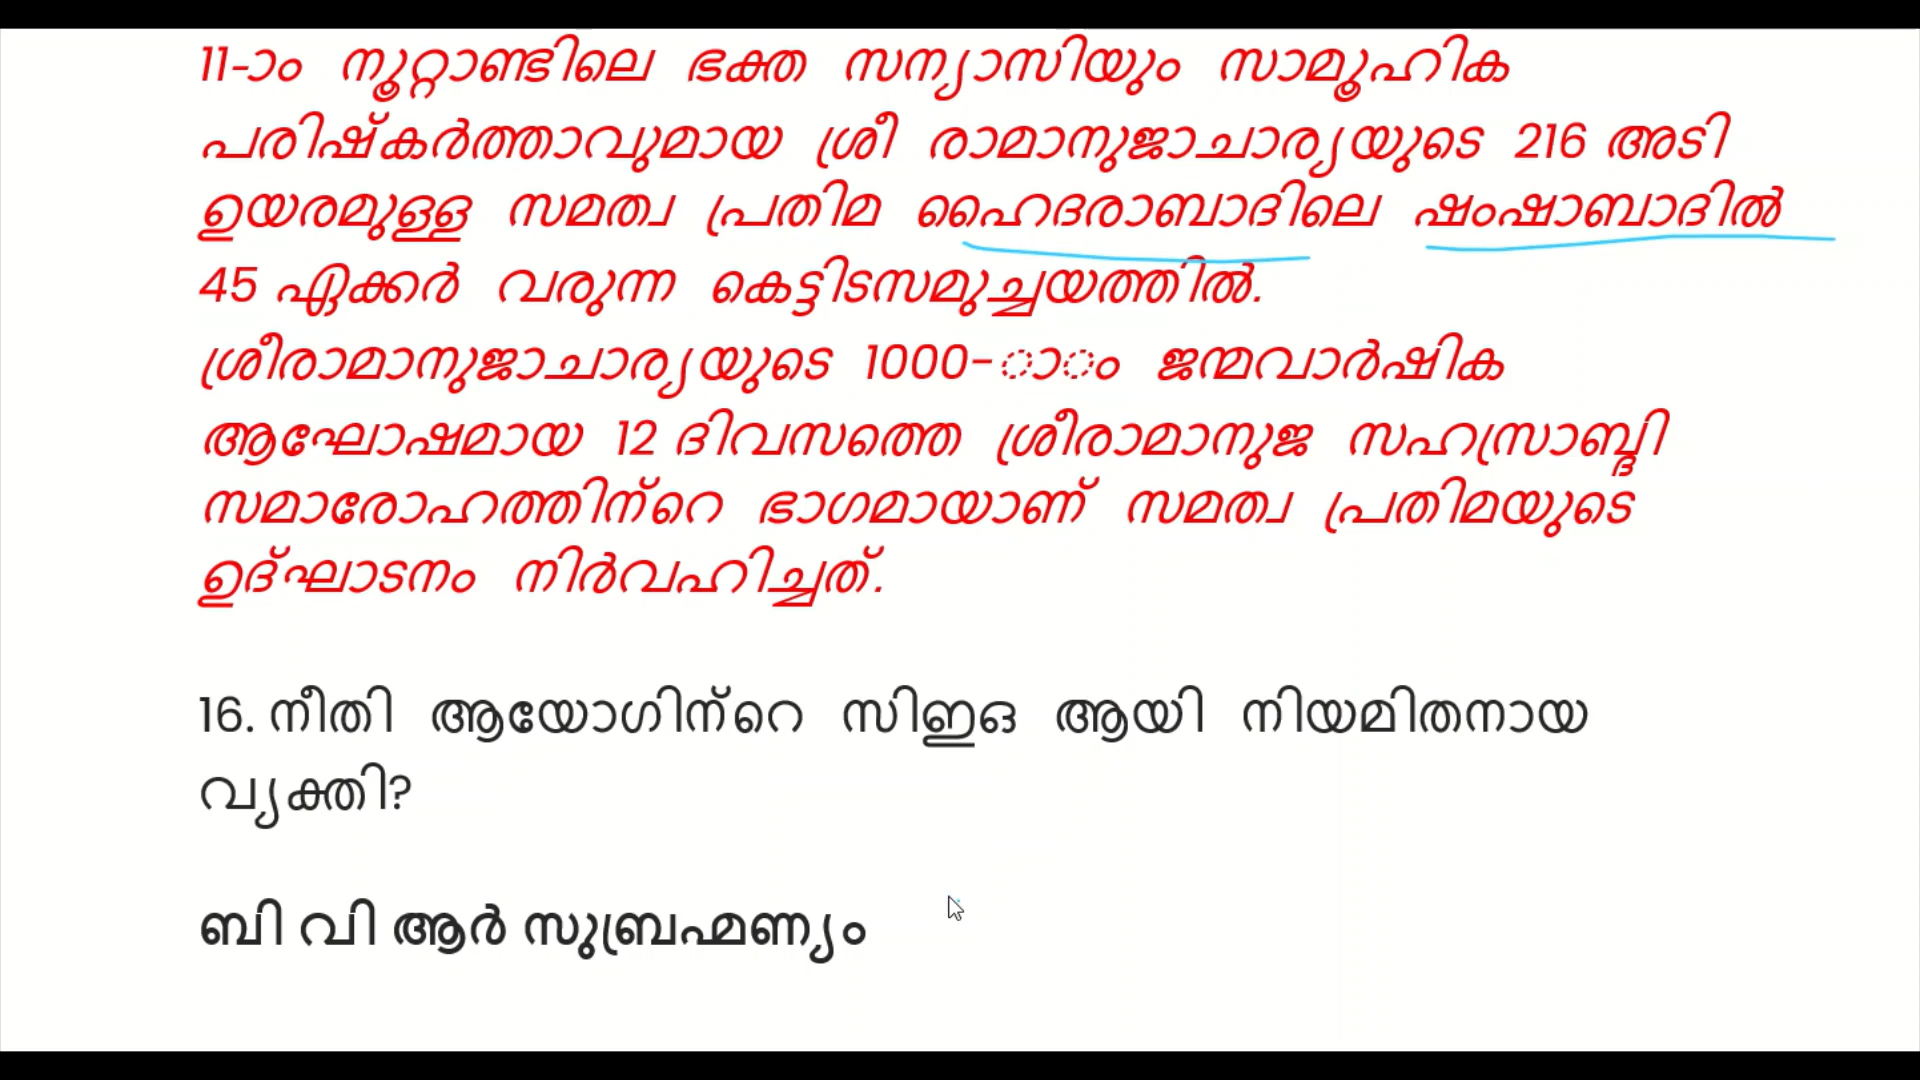 11-ാം നൂറ്റാണ്ടിലെ ഭക്ത സന്യാസിയും സാമൂഹിക
പരിഷ്കർത്താവുമായ ശ്രീ രാമാനുജാചാര്യയുടെ 216 അടി
ഉയരമുള്ള സമത്വ പ്രതിമ ഹൈദരാബാദിലെ ഷംഷാബാദിൽ
45 ഏക്കർ വരുന്ന കെട്ടിടസമുച്ചയത്തിൽ.
ശ്രീരാമാനുജാചാര്യയുടെ 1000-ാം ജന്മവാർഷിക
ആഘോഷമായ 12 ദിവസത്തെ ശ്രീരാമാനുജ സഹസ്രാബ്ദി
സമാരോഹത്തിന്റെ ഭാഗമായാണ് സമത്വ പ്രതിമയുടെ
ഉദ്ഘാടനം നിർവഹിച്ചത്.
16. നീതി ആയോഗിന്റെ സിഇഒ ആയി നിയമിതനായ
വ്യക്തി?
ബി വി ആർ സുബ്രഹ്മണ്യം